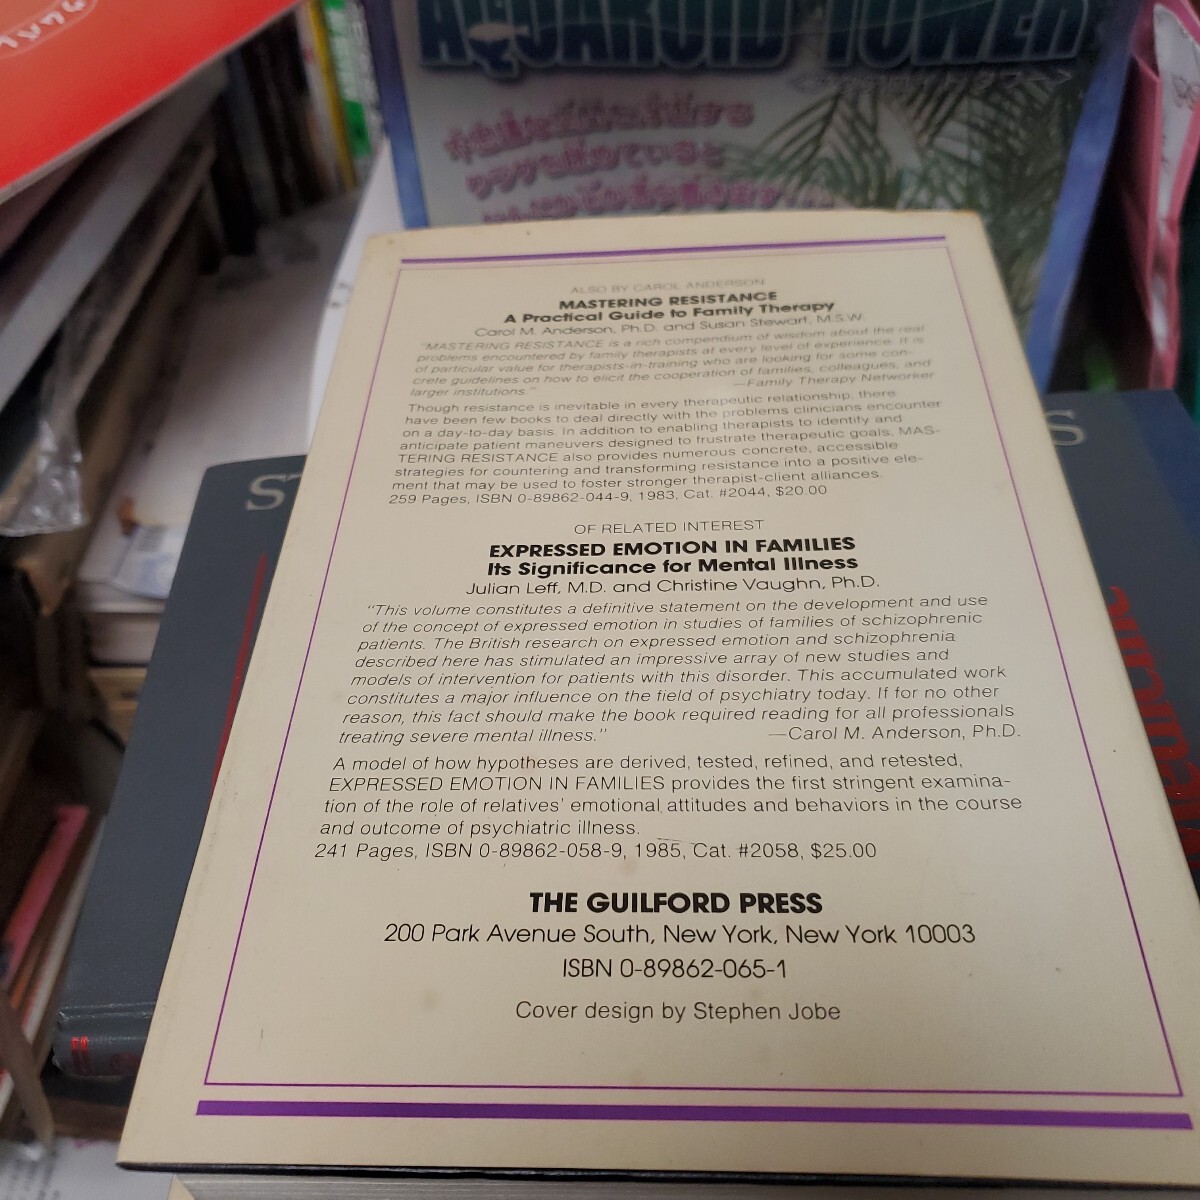 AQUAROID TOWER
ALSO BY CAROL ANDERSON
MASTERING RESISTANCE
A Practical Guide to Family Therapy
Carol M. Anderson, Ph.D. and Susan Stewart, M.S.W.
"MASTERING RESISTANCE is a rich compendium of wisdom about the real
problems encountered by family therapists at every level of experience. It is
of particular value for therapists-in-training who are looking for some con-
crete guidelines on how to elicit the cooperation of families, colleagues, and
larger institutions."
—Family Therapy Networker
Though resistance is inevitable in every therapeutic relationship, there
have been few books to deal directly with the problems clinicians encounter
on a day-to-day basis. In addition to enabling therapists to identify and
anticipate patient maneuvers designed to frustrate therapeutic goals, MAS-
TERING RESISTANCE also provides numerous concrete, accessible
strategies for countering and transforming resistance into a positive ele-
ment that may be used to foster stronger therapist-client alliances.
259 Pages, ISBN 0-89862-044-9, 1983, Cat. #2044, $20.00
OF RELATED INTEREST
EXPRESSED EMOTION IN FAMILIES
Its Significance for Mental Illness
Julian Leff, M.D. and Christine Vaughn, Ph.D.
"This volume constitutes a definitive statement on the development and use
of the concept of expressed emotion in studies of families of schizophrenic
patients. The British research on expressed emotion and schizophrenia
described here has stimulated an impressive array of new studies and
models of intervention for patients with this disorder. This accumulated work
constitutes a major influence on the field of psychiatry today. If for no other
reason, this fact should make the book required reading for all professionals
treating severe mental illness."
—Carol M. Anderson, Ph.D.
A model of how hypotheses are derived, tested, refined, and retested,
EXPRESSED EMOTION IN FAMILIES provides the first stringent examina-
tion of the role of relatives' emotional attitudes and behaviors in the course
and outcome of psychiatric illness.
241 Pages, ISBN 0-89862-058-9, 1985, Cat. #2058, $25.00
THE GUILFORD PRESS
200 Park Avenue South, New York, New York 10003
ISBN 0-89862-065-1
Cover design by Stephen Jobe